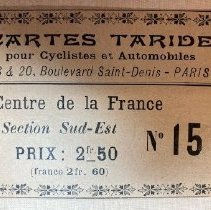 CARTES TARIDE
pour Cyclistes et Automobiles
& 20, Boulevard Saint-Denis - PARIS
Centre de la France
Section Sud-Est
N° 15
PRIX: 2fr 50
(franco 2fr. 60)